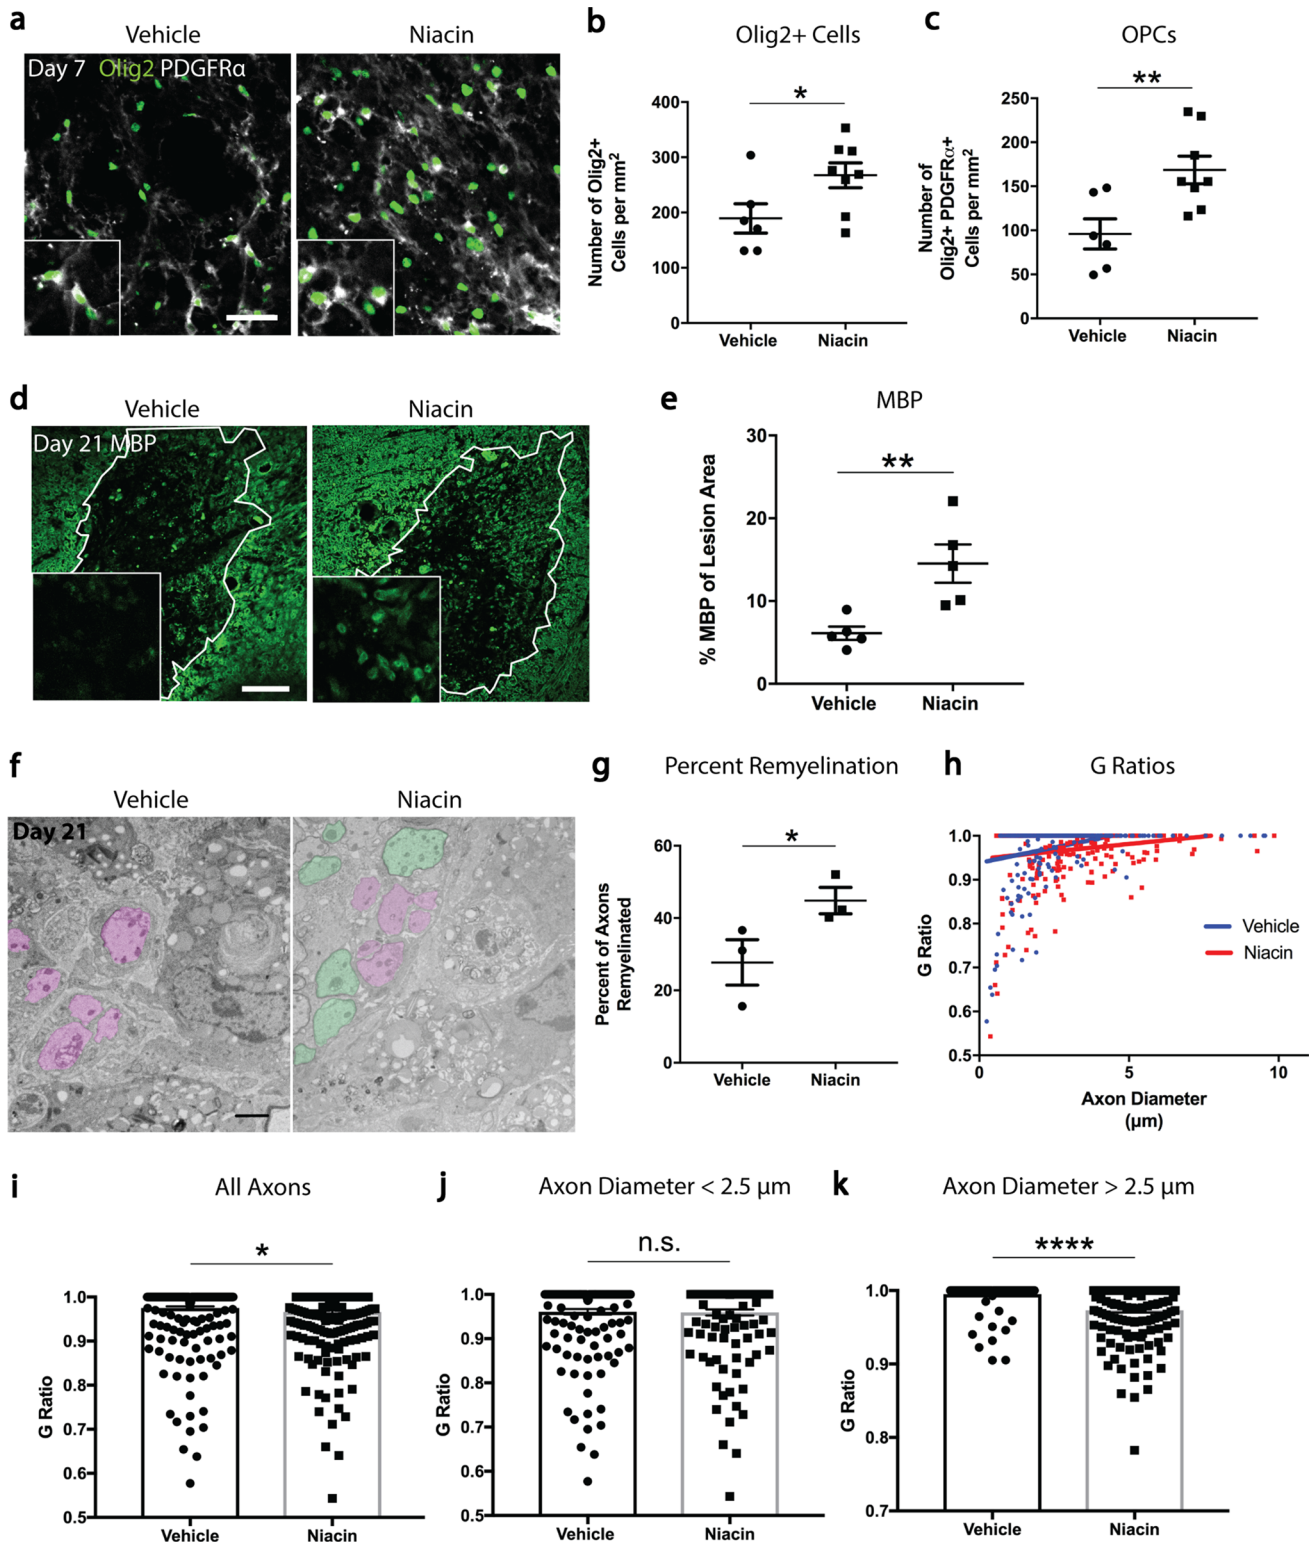 a
Vehicle
Niacin
Day 7 Olig2 PDGFRα
b
Olig2+ Cells
*
Number of Olig2+
Cells per mm²
400
300
200
100
0
Vehicle
Niacin
c
OPCs
**
Number of
Olig2+ PDGFRα+
Cells per mm²
250
200
150
100
50
0
Vehicle
Niacin
d
Vehicle
Niacin
Day 21 MBP
e
MBP
**
% MBP of Lesion Area
30
20
10
0
Vehicle
Niacin
f
Vehicle
Niacin
Day 21
g
Percent Remyelination
*
Percent of Axons
Remyelinated
60
40
20
0
Vehicle
Niacin
h
G Ratios
G Ratio
1.0
0.9
0.8
0.7
0.6
0.5
Vehicle
Niacin
0
5
10
Axon Diameter
(µm)
i
All Axons
*
G Ratio
1.0
0.9
0.8
0.7
0.6
0.5
Vehicle
Niacin
j
Axon Diameter < 2.5 µm
n.s.
G Ratio
1.0
0.9
0.8
0.7
0.6
0.5
Vehicle
Niacin
k
Axon Diameter > 2.5 µm
****
G Ratio
1.0
0.9
0.8
0.7
Vehicle
Niacin